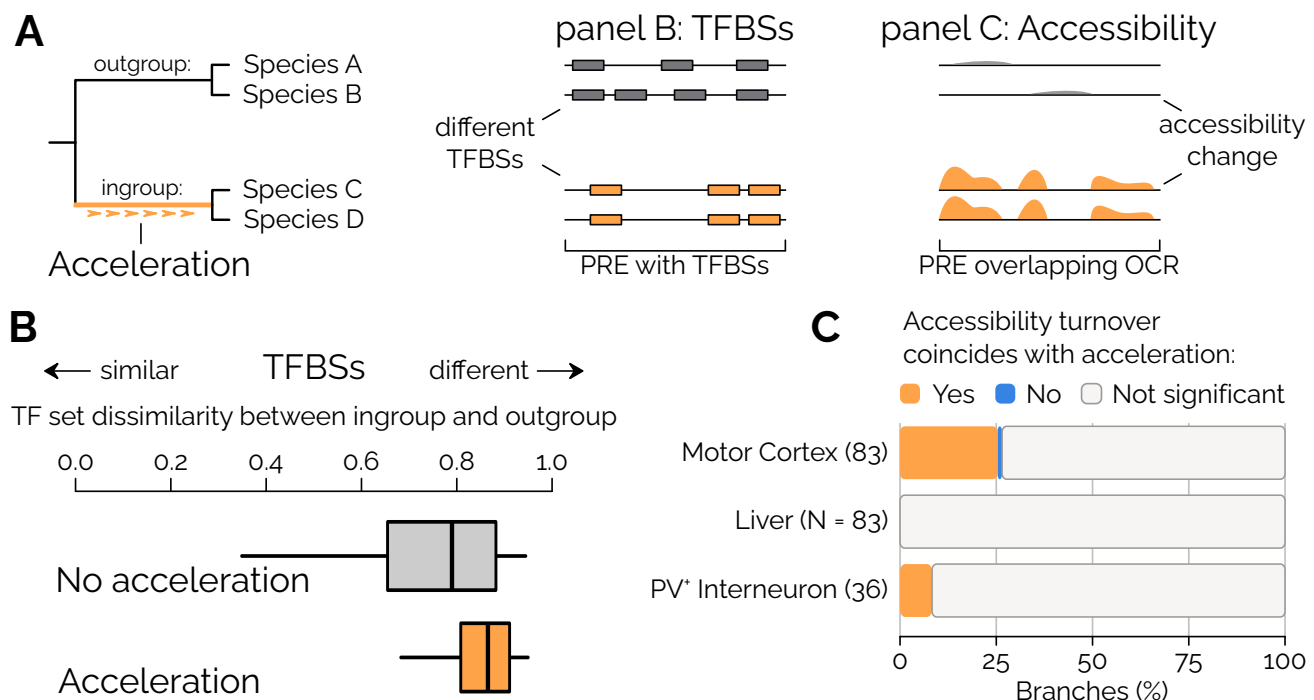 A
outgroup:
Species A
Species B
ingroup:
Species C
Species D
Acceleration
panel B: TFBSs
different
TFBSs
PRE with TFBSs
panel C: Accessibility
accessibility
change
PRE overlapping OCR
B
similar
TFBSs
different
TF set dissimilarity between ingroup and outgroup
0.0 0.2 0.4 0.6 0.8 1.0
No acceleration
Acceleration
C
Accessibility turnover
coincides with acceleration:
Yes No Not significant
Motor Cortex (83)
Liver (N = 83)
PV⁺ Interneuron (36)
0 25 50 75 100
Branches (%)